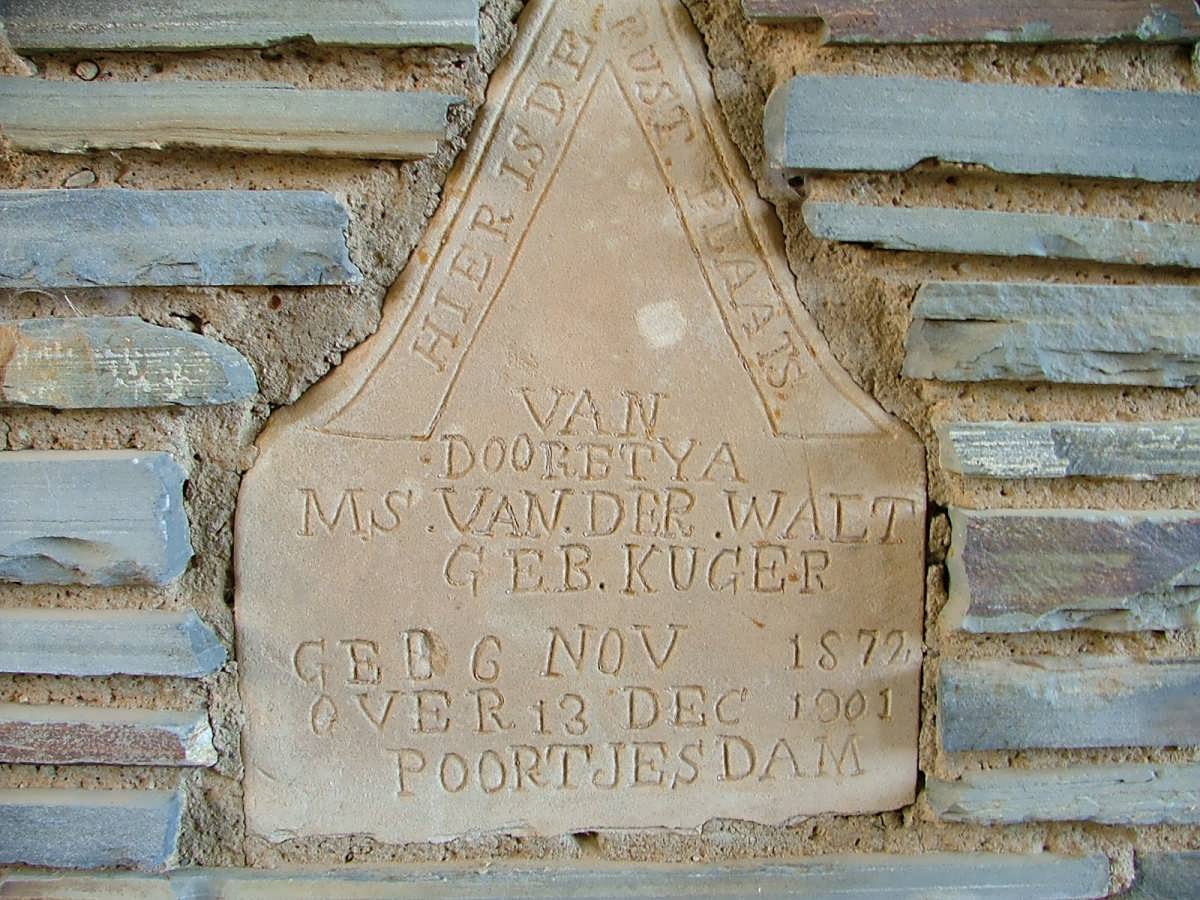 HIER IS DE
RUST. PLAATS.
VAN
DOORETYA
M,S. VAN. DER. WALT
GEB. KUGER
GEB 6 NOV 1872
OVER 13 DEC 1901
POORTJESDAM